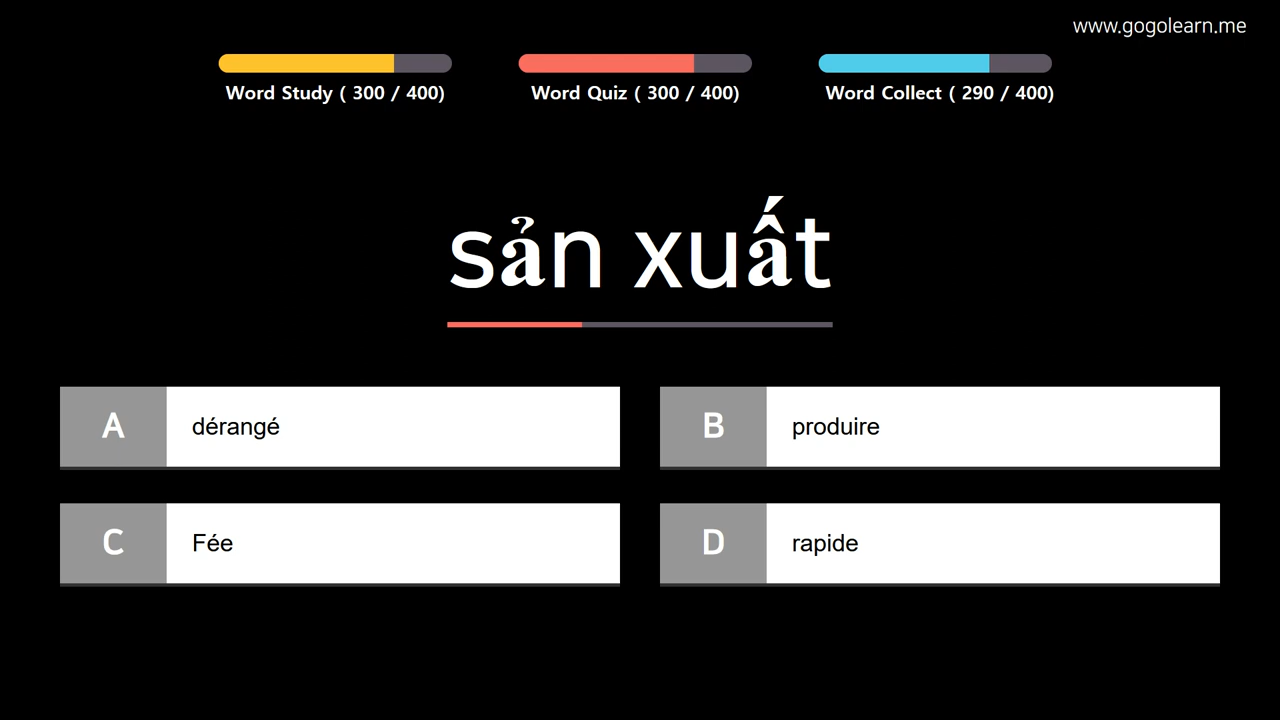 www.gogolearn.me
Word Study ( 300 / 400)
Word Quiz ( 300 / 400)
Word Collect ( 290 / 400)
sản xuất
A dérangé
B produire
C Fée
D rapide